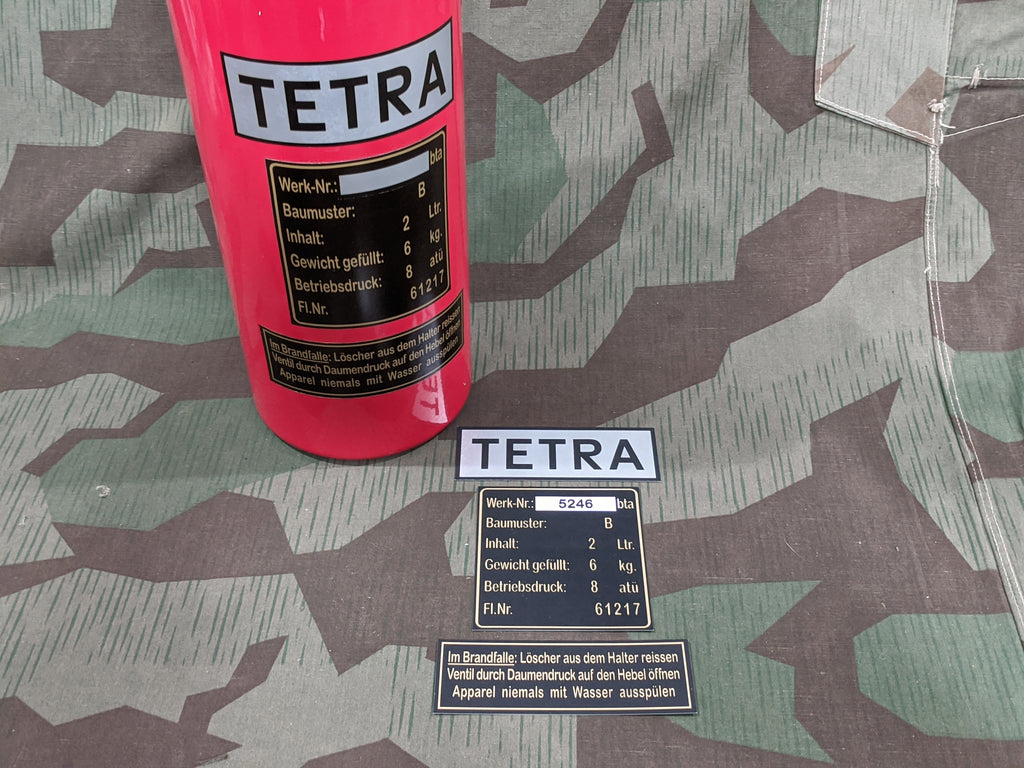 TETRA
Werk-Nr.: bta
Baumuster: B
Inhalt: 2 Ltr.
Gewicht gefüllt: 6 kg.
Betriebsdruck: 8 atü
Fl.Nr. 61217
Im Brandfalle: Löscher aus dem Halter reissen
Ventil durch Daumendruck auf den Hebel öffnen
Apparel niemals mit Wasser ausspülen
TETRA
Werk-Nr.: 5246 bta
Baumuster: B
Inhalt: 2 Ltr.
Gewicht gefüllt: 6 kg.
Betriebsdruck: 8 atü
Fl.Nr. 61217
Im Brandfalle: Löscher aus dem Halter reissen
Ventil durch Daumendruck auf den Hebel öffnen
Apparel niemals mit Wasser ausspülen